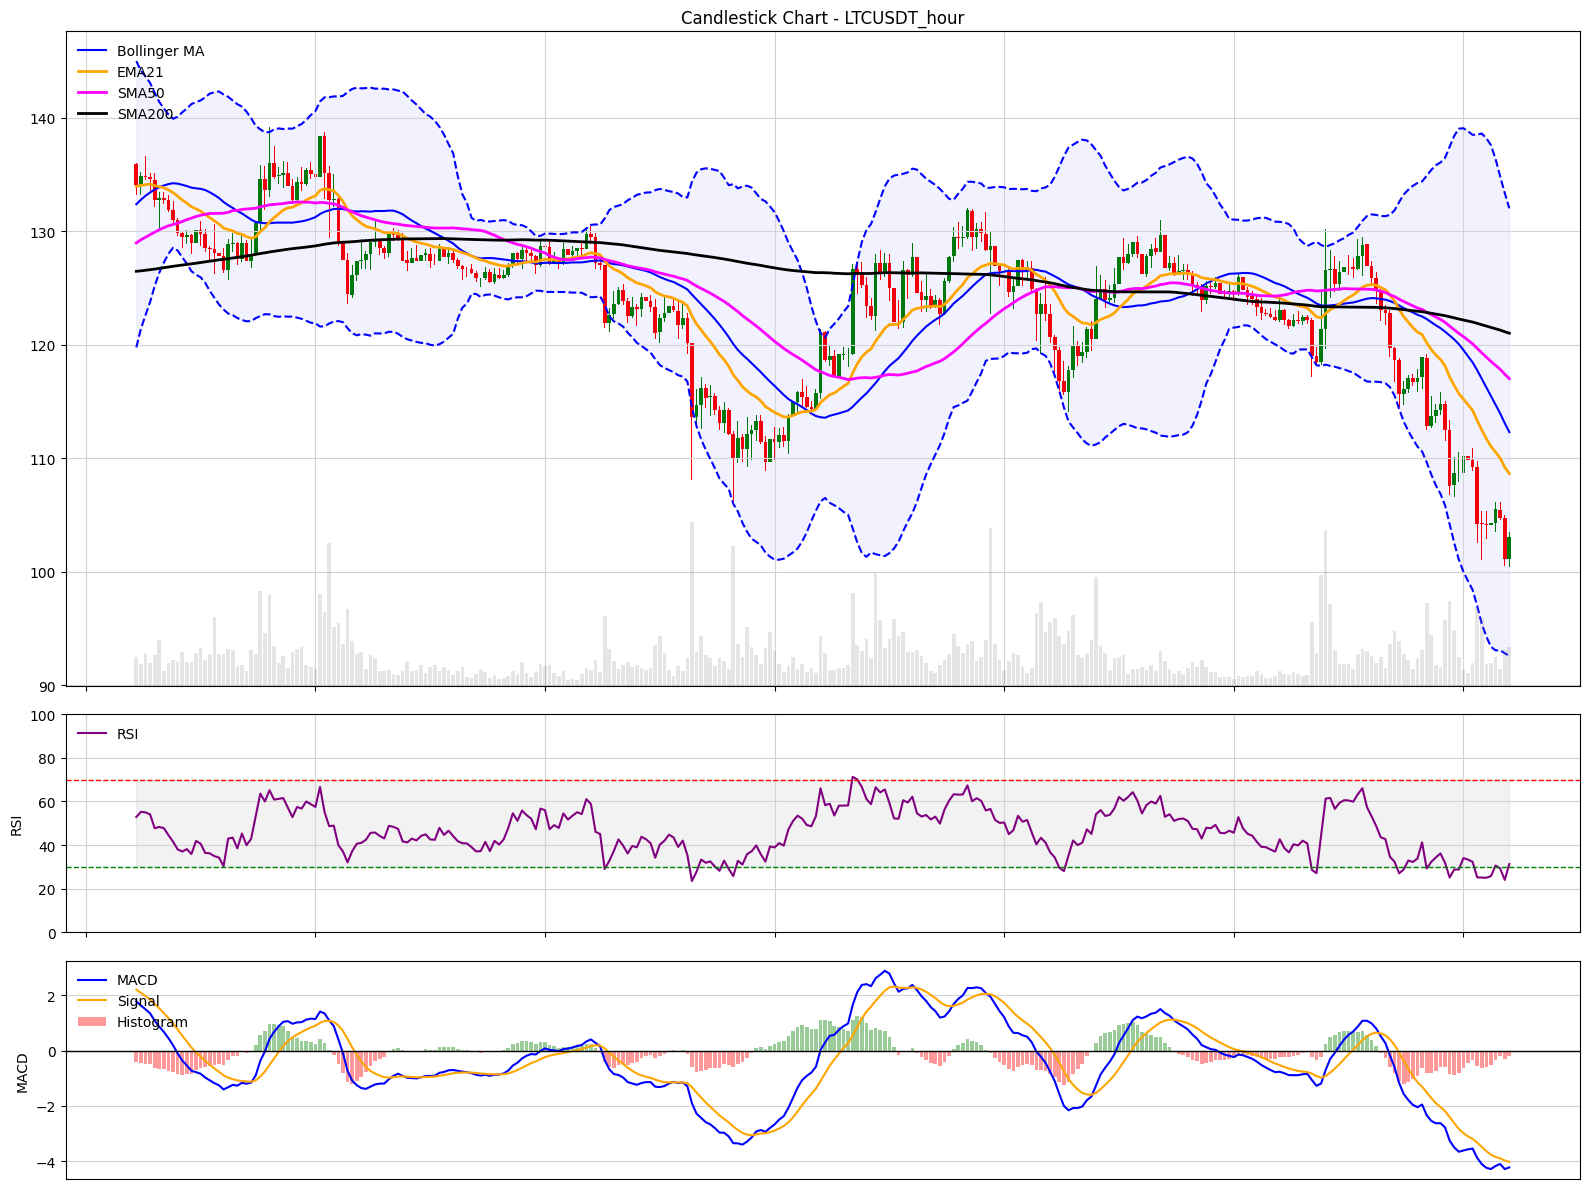 Candlestick Chart - LTCUSDT_hour
Bollinger MA
EMA21
SMA50
SMA200
140
130
120
110
100
90
RSI
100
80
60
40
20
0
RSI
MACD
Signal
Histogram
2
0
−2
−4
MACD